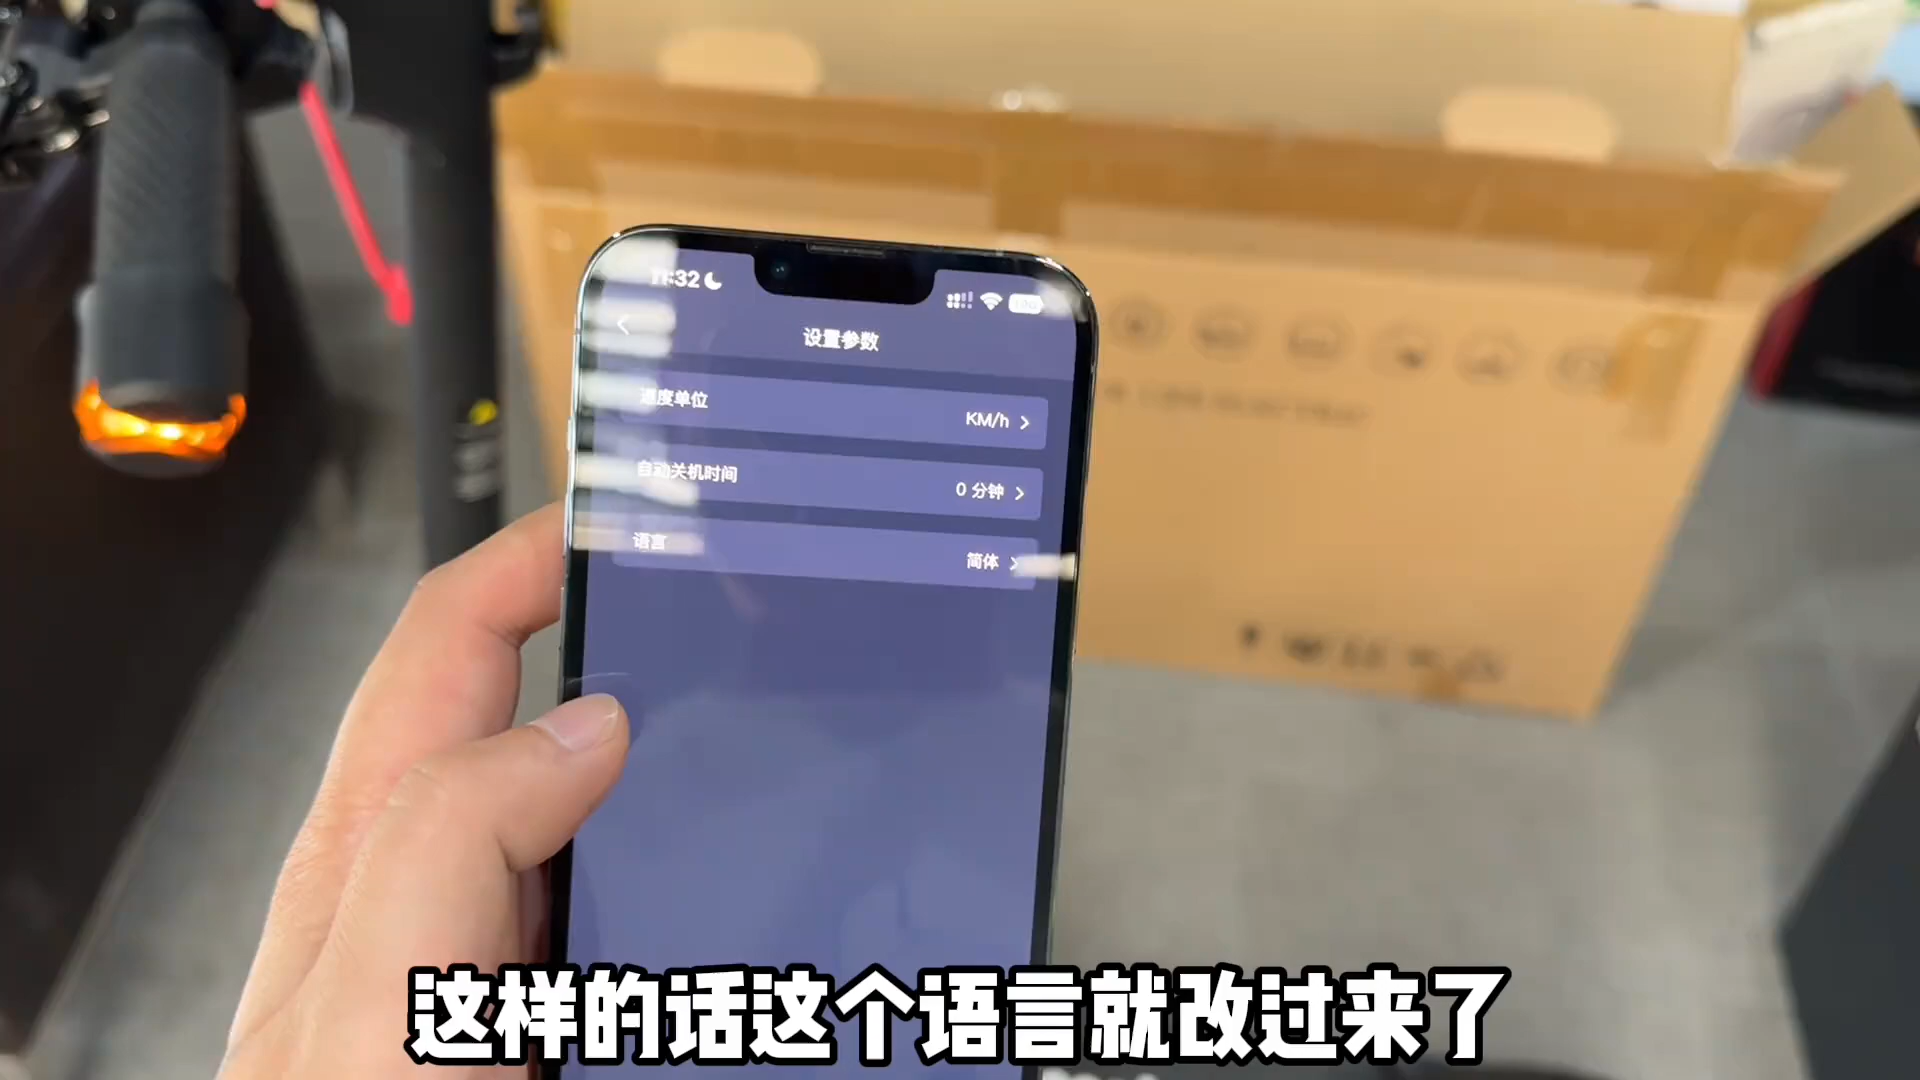 11:32
设置参数
速度单位
KM/h
自动关机时间
0 分钟
语言
简体
这样的话这个语言就改过来了